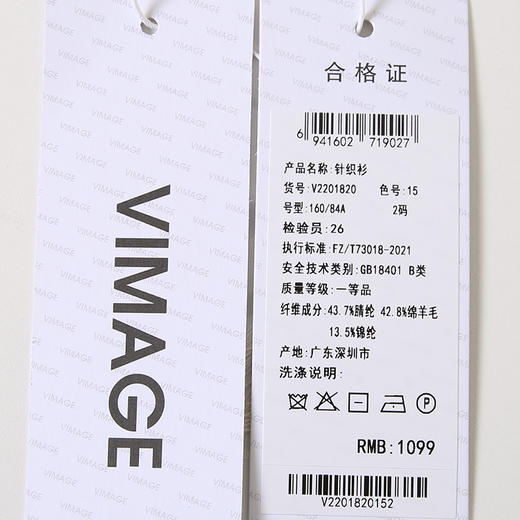 VIMAGE
合格证
6 941602 719027
产品名称:针织衫
货号:V2201820 色号:15
号型:160/84A 2码
检验员:26
执行标准:FZ/T73018-2021
安全技术类别:GB18401 B类
质量等级:一等品
纤维成分:43.7%腈纶 42.8%绵羊毛
13.5%锦纶
产地:广东深圳市
洗涤说明:
P
RMB:1099
V2201820152